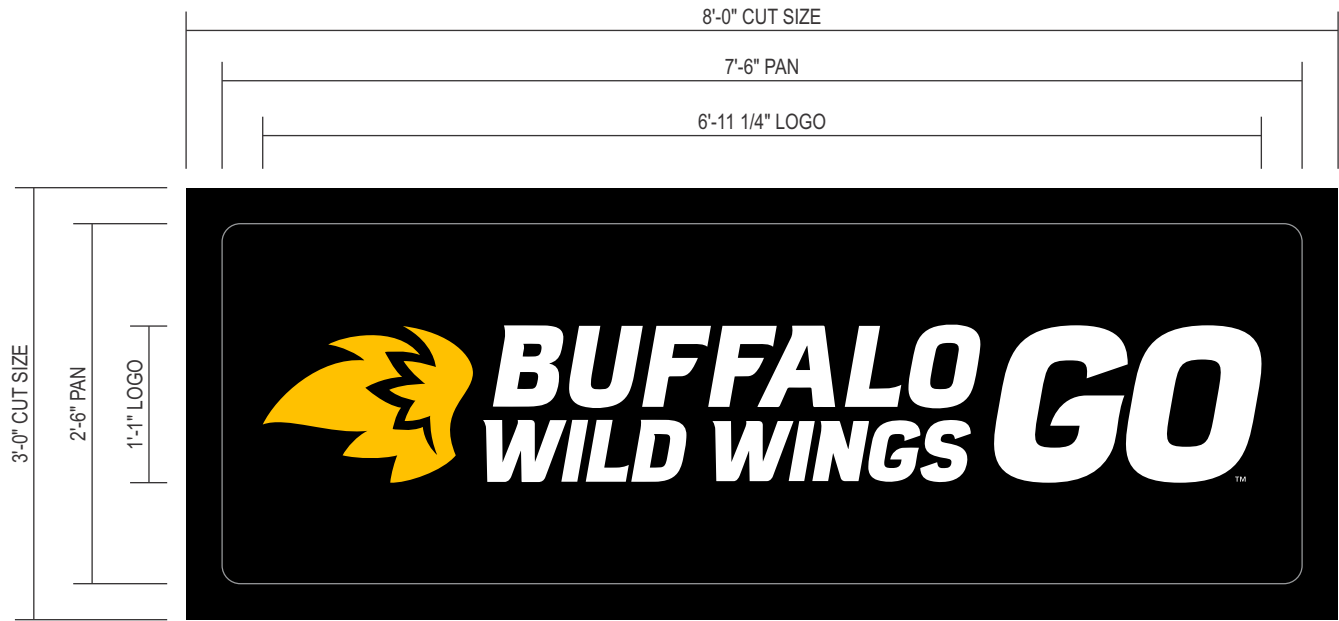 8'-0" CUT SIZE
7'-6" PAN
6'-11 1/4" LOGO
3'-0" CUT SIZE
2'-6" PAN
1'-1" LOGO
BUFFALO
WILD WINGS
GO
™